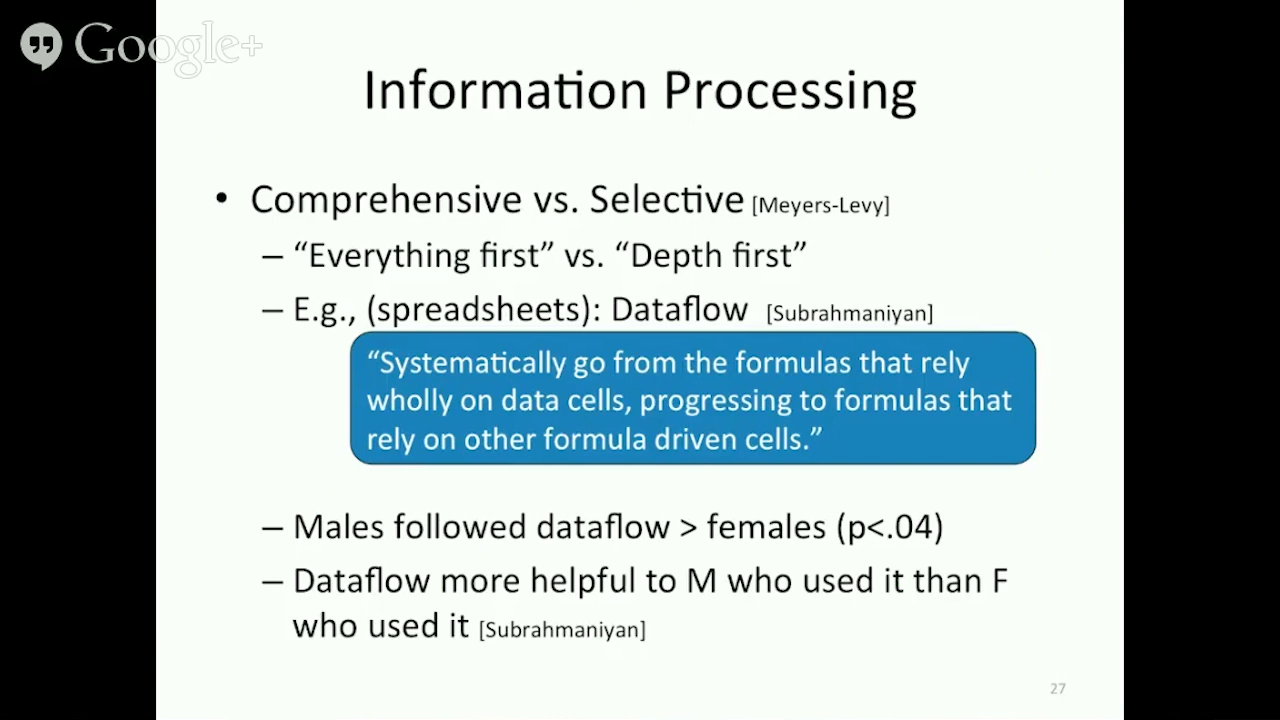 Google+
Information Processing
• Comprehensive vs. Selective [Meyers-Levy]
– “Everything first” vs. “Depth first”
– E.g., (spreadsheets): Dataflow [Subrahmaniyan]
“Systematically go from the formulas that rely
wholly on data cells, progressing to formulas that
rely on other formula driven cells.”
– Males followed dataflow > females (p<.04)
– Dataflow more helpful to M who used it than F
who used it [Subrahmaniyan]
27